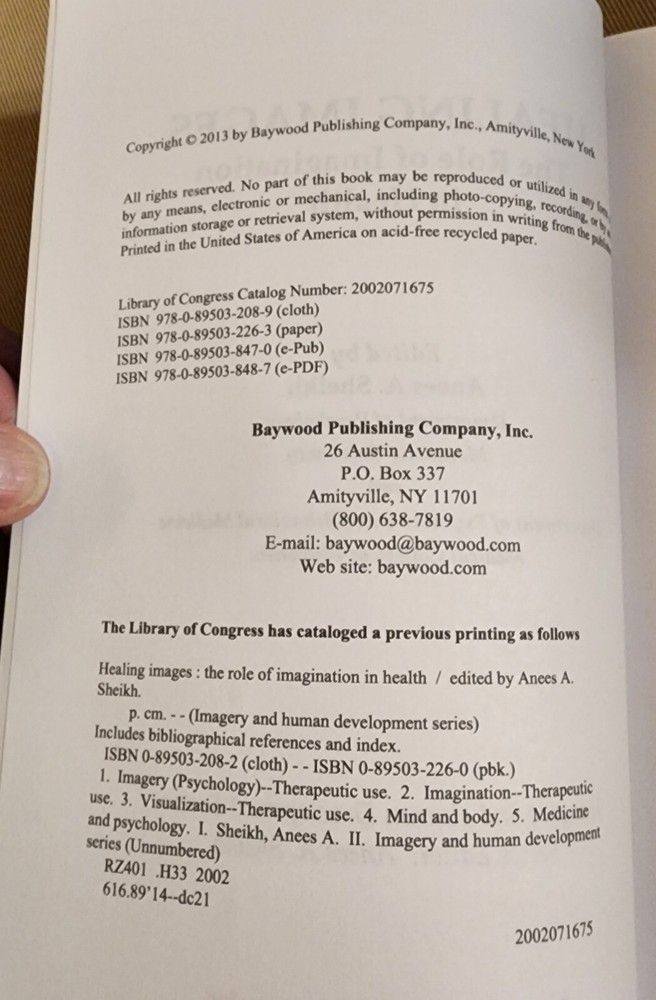 Copyright © 2013 by Baywood Publishing Company, Inc., Amityville, New York
All rights reserved. No part of this book may be reproduced or utilized in any form,
by any means, electronic or mechanical, including photo-copying, recording, or by
information storage or retrieval system, without permission in writing from the
Printed in the United States of America on acid-free recycled paper.
Library of Congress Catalog Number: 2002071675
ISBN 978-0-89503-208-9 (cloth)
ISBN 978-0-89503-226-3 (paper)
ISBN 978-0-89503-847-0 (e-Pub)
ISBN 978-0-89503-848-7 (e-PDF)
Baywood Publishing Company, Inc.
26 Austin Avenue
P.O. Box 337
Amityville, NY 11701
(800) 638-7819
E-mail: baywood@baywood.com
Web site: baywood.com
The Library of Congress has cataloged a previous printing as follows
Healing images : the role of imagination in health / edited by Anees A.
Sheikh.
p. cm. - - (Imagery and human development series)
Includes bibliographical references and index.
ISBN 0-89503-208-2 (cloth) - - ISBN 0-89503-226-0 (pbk.)
1. Imagery (Psychology)--Therapeutic use. 2. Imagination--Therapeutic
use. 3. Visualization--Therapeutic use. 4. Mind and body. 5. Medicine
and psychology. I. Sheikh, Anees A. II. Imagery and human development
series (Unnumbered)
RZ401 .H33 2002
616.89'14--dc21
2002071675